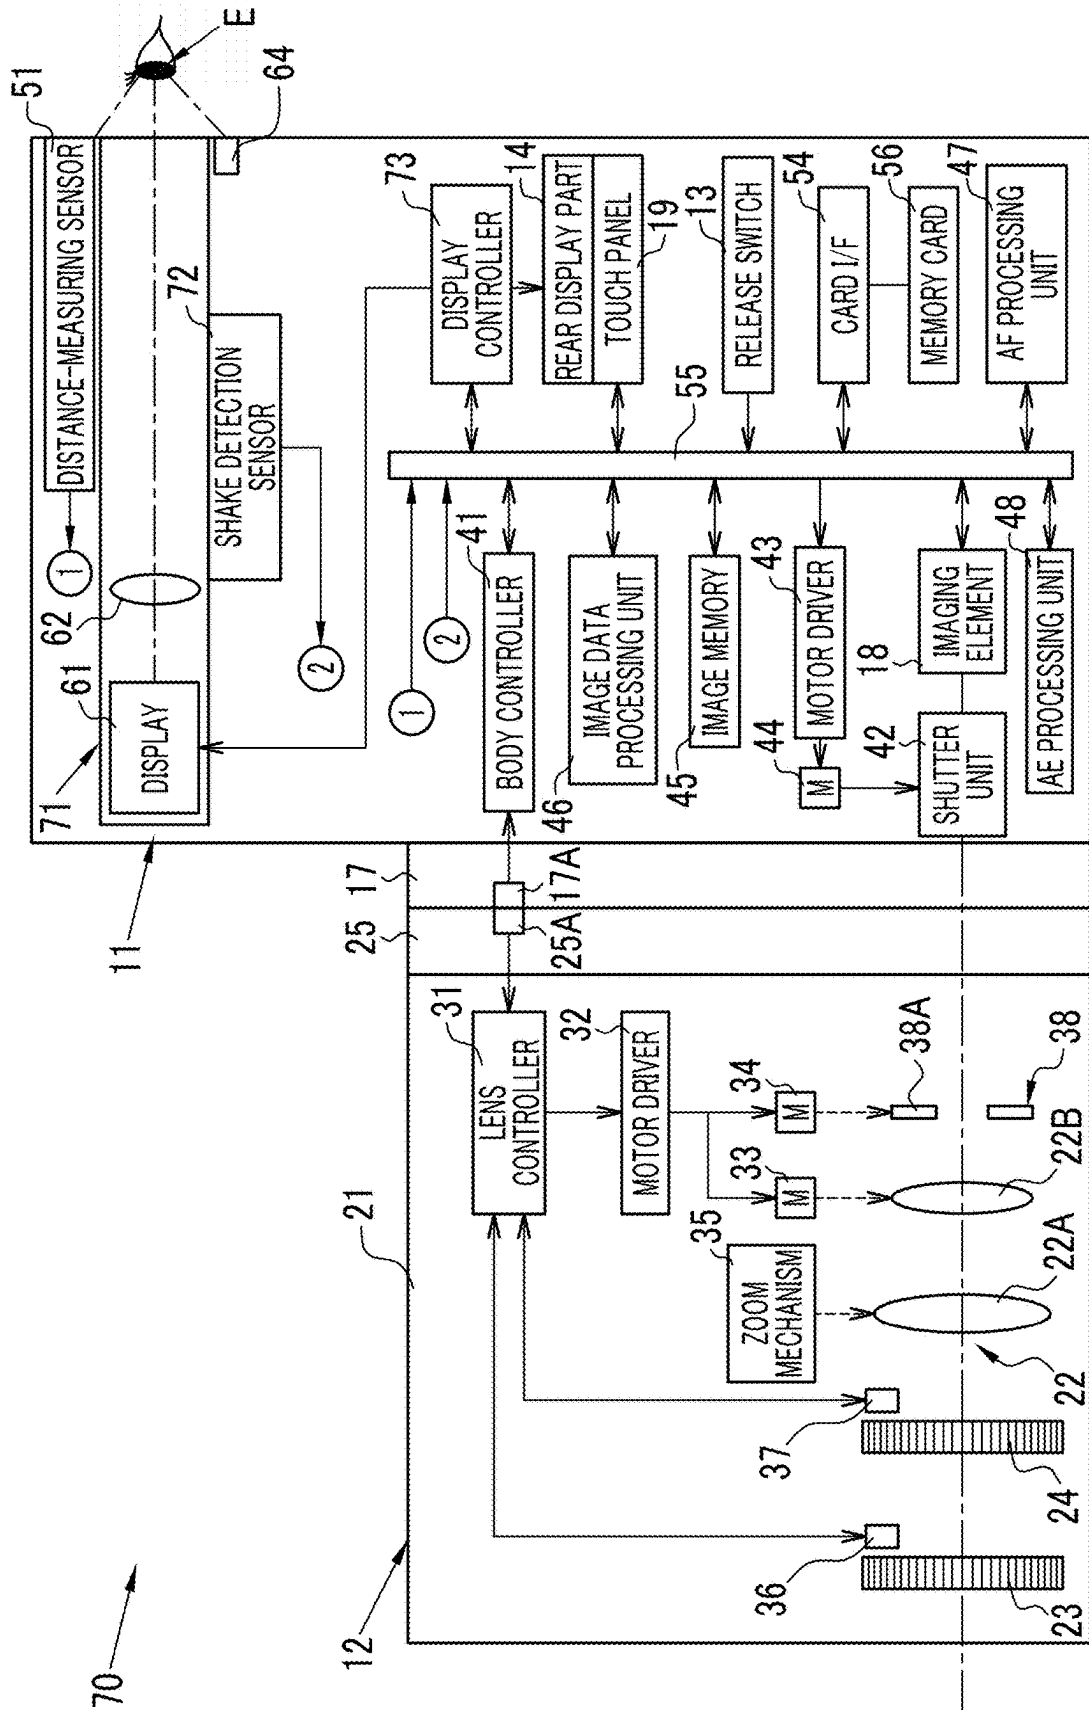 70
11
71
DISPLAY
61
62
1
DISTANCE-MEASURING SENSOR
51
E
64
SHAKE DETECTION
SENSOR
72
2
12
21
25
17
1
2
55
DISPLAY
CONTROLLER
73
LENS
CONTROLLER
31
25A
17A
BODY CONTROLLER
41
REAR DISPLAY PART
14
TOUCH PANEL
19
MOTOR DRIVER
32
IMAGE DATA
PROCESSING UNIT
46
IMAGE MEMORY
45
RELEASE SWITCH
13
ZOOM
MECHANISM
35
M
33
M
34
M
44
MOTOR DRIVER
43
CARD I/F
54
MEMORY CARD
56
36
37
38A
38
SHUTTER
UNIT
42
IMAGING
ELEMENT
18
AF PROCESSING
UNIT
47
AE PROCESSING UNIT
48
23
24
22
22A
22B